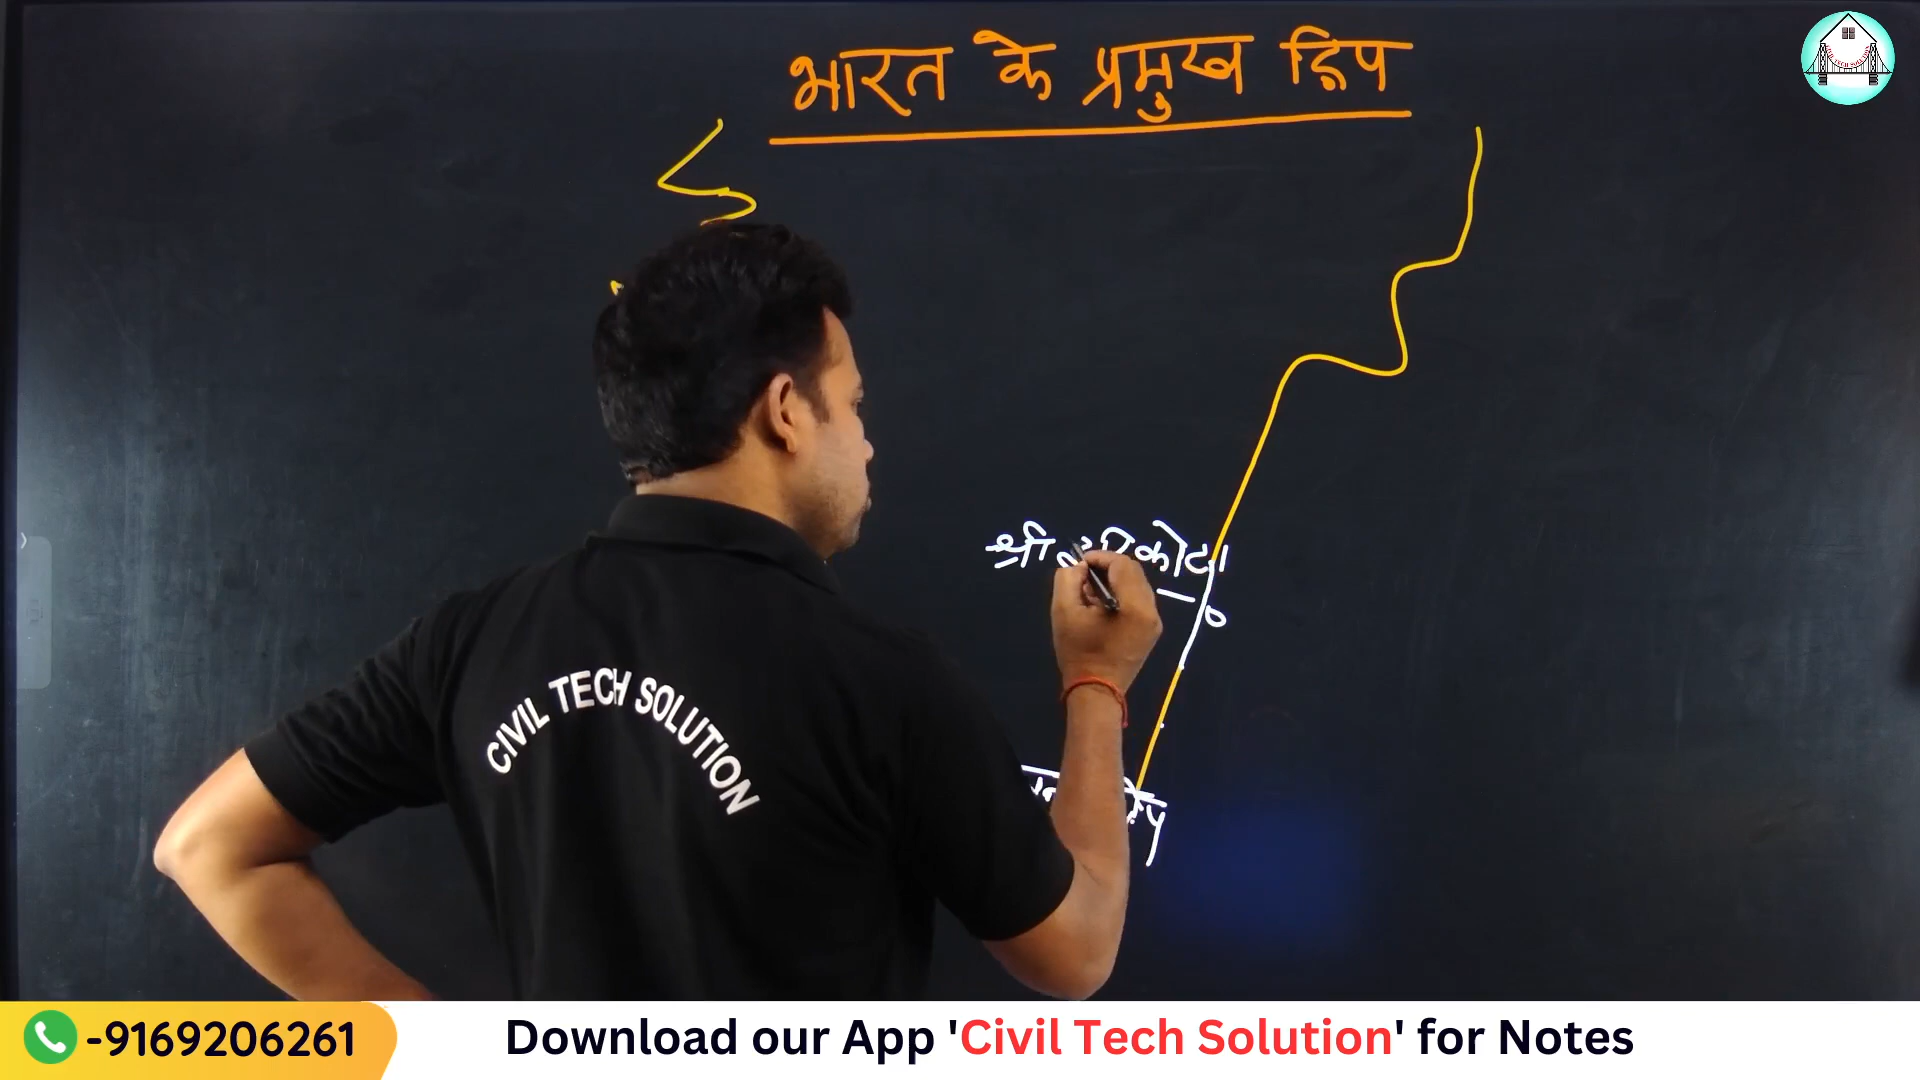 भारत के प्रमुख द्विप
श्री हरिकोटा
CIVIL TECH SOLUTION
-9169206261
Download our App 'Civil Tech Solution' for Notes